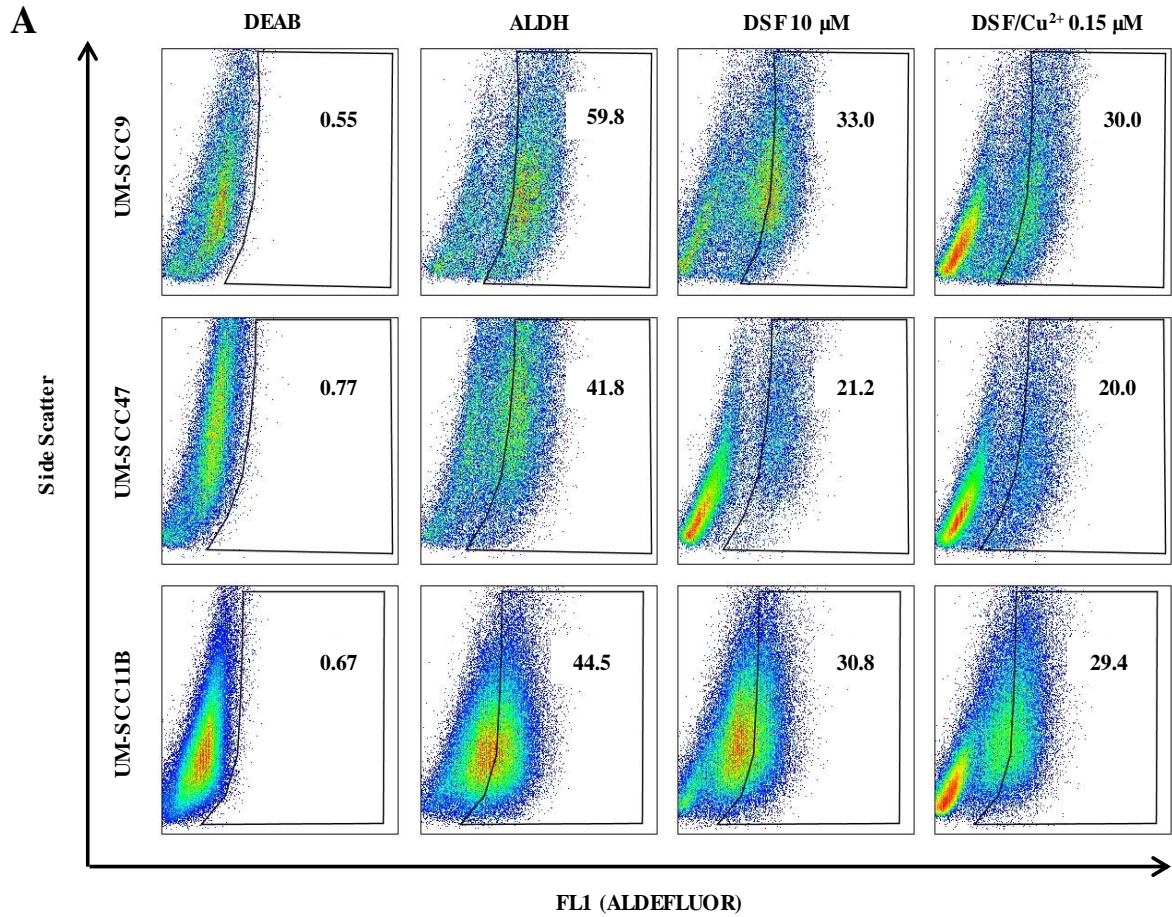 A
DEAB ALDH DSF 10 µM DSF/Cu²⁺ 0.15 µM
UM-SCC9
0.55 59.8 33.0 30.0
Side Scatter
UM-SCC47
0.77 41.8 21.2 20.0
UM-SCC11B
0.67 44.5 30.8 29.4
FL1 (ALDEFLUOR)